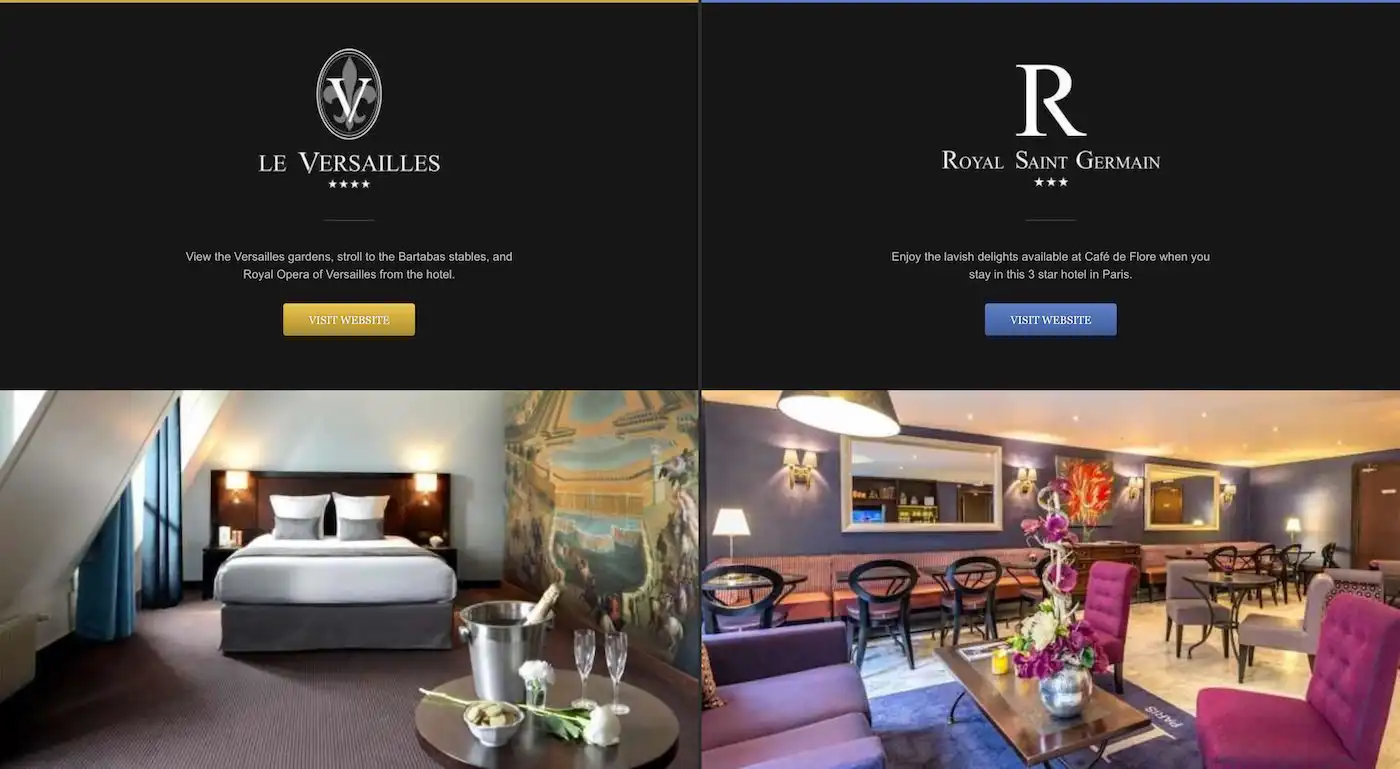 V
LE VERSAILLES
★★★★
View the Versailles gardens, stroll to the Bartabas stables, and
Royal Opera of Versailles from the hotel.
VISIT WEBSITE
R
ROYAL SAINT GERMAIN
★★★
Enjoy the lavish delights available at Café de Flore when you
stay in this 3 star hotel in Paris.
VISIT WEBSITE
PARIS